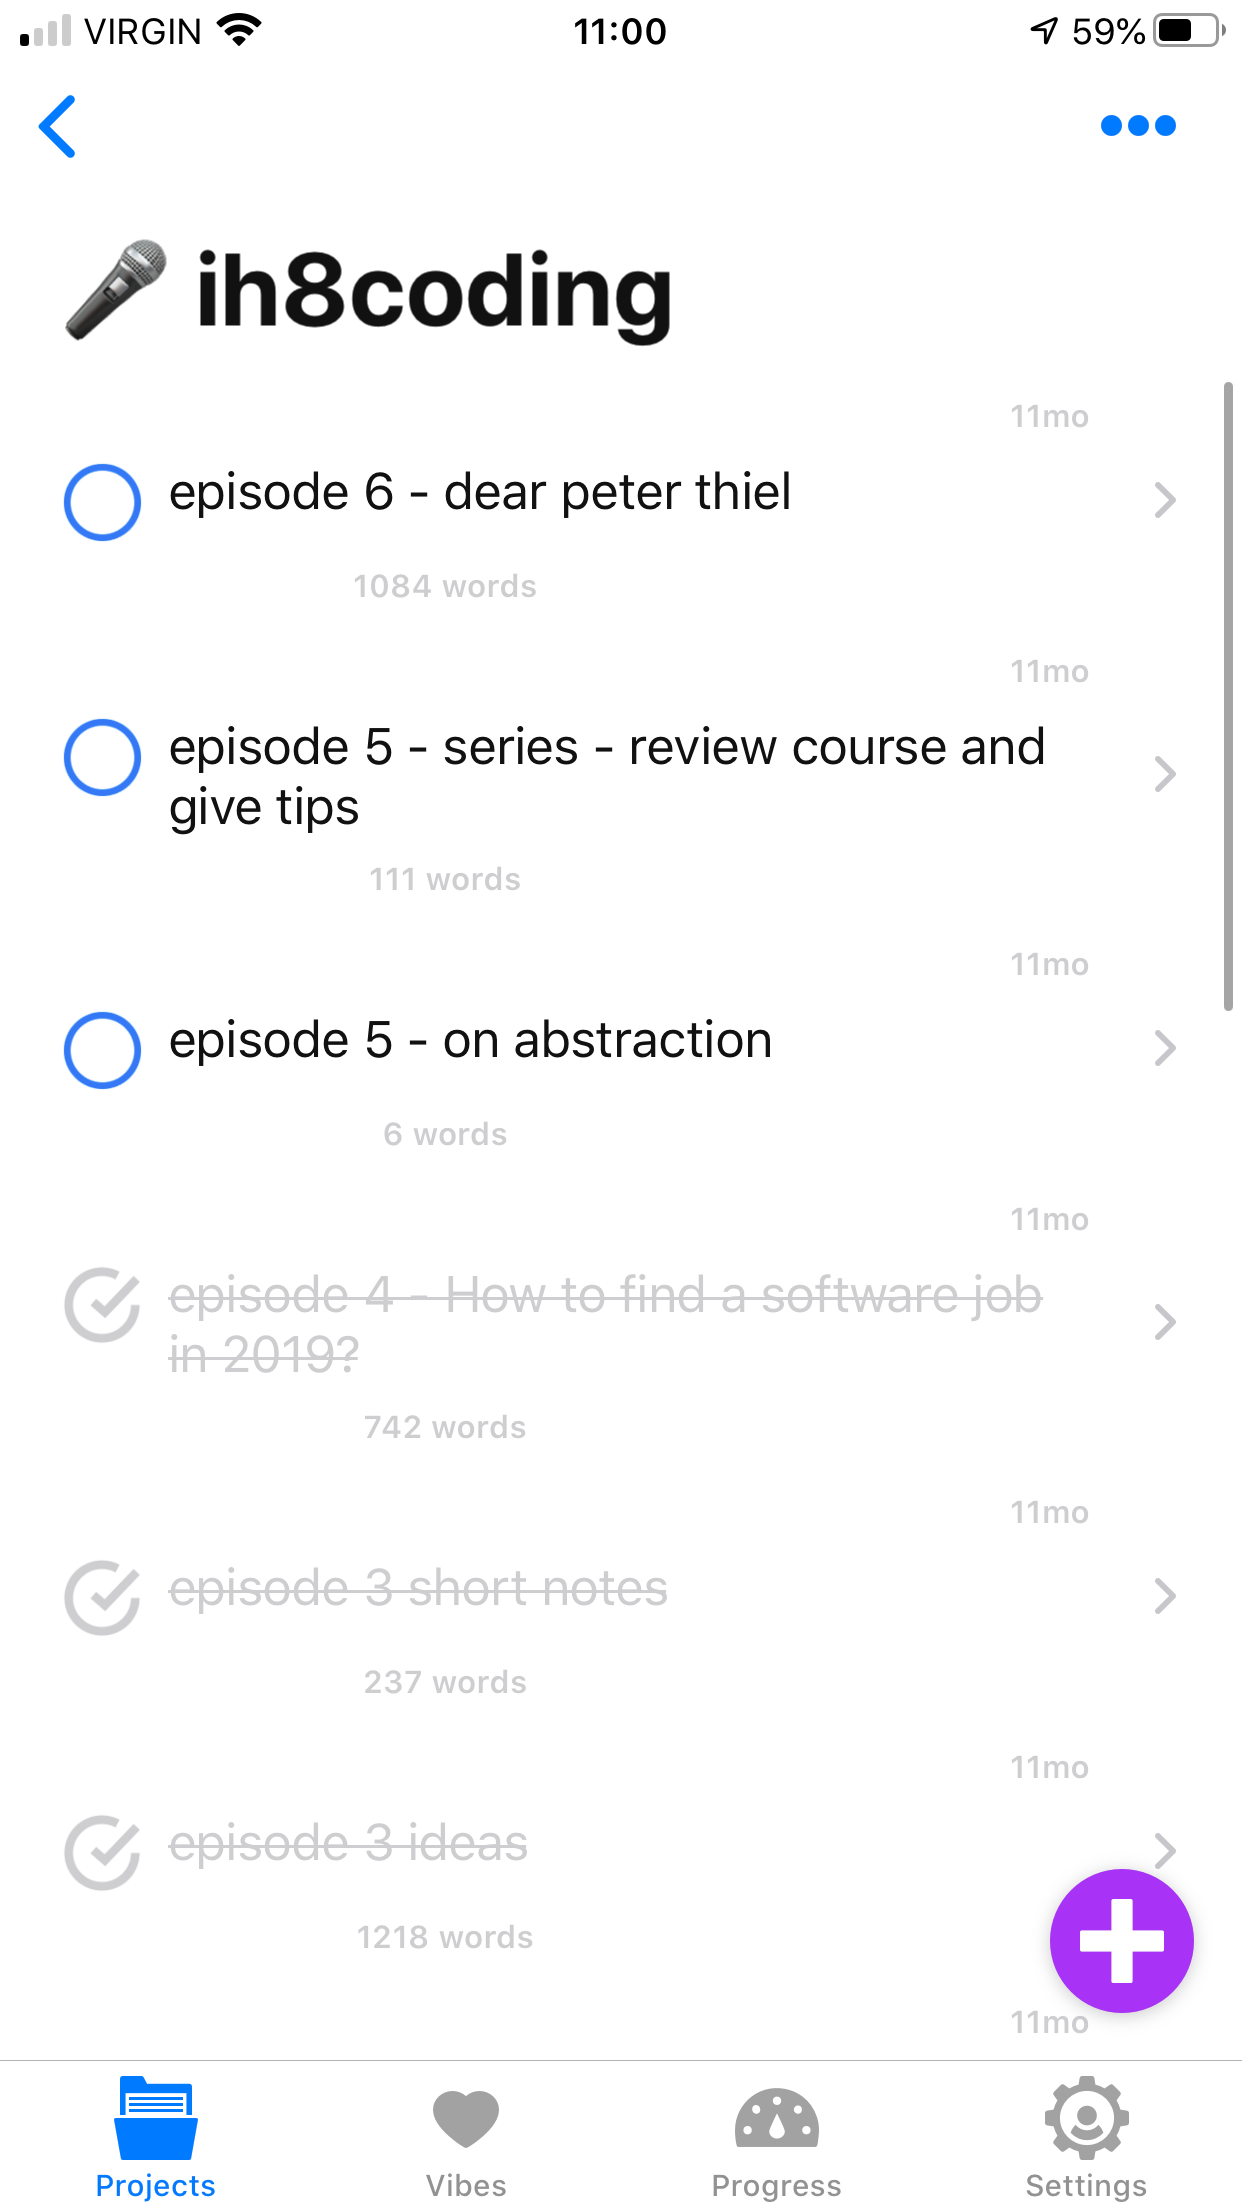 VIRGIN 11:00 59%
ih8coding
11mo
episode 6 - dear peter thiel
1084 words
11mo
episode 5 - series - review course and
give tips
111 words
11mo
episode 5 - on abstraction
6 words
11mo
episode 4 - How to find a software job
in 2019?
742 words
11mo
episode 3 short notes
237 words
11mo
episode 3 ideas
1218 words
11mo
Projects Vibes Progress Settings